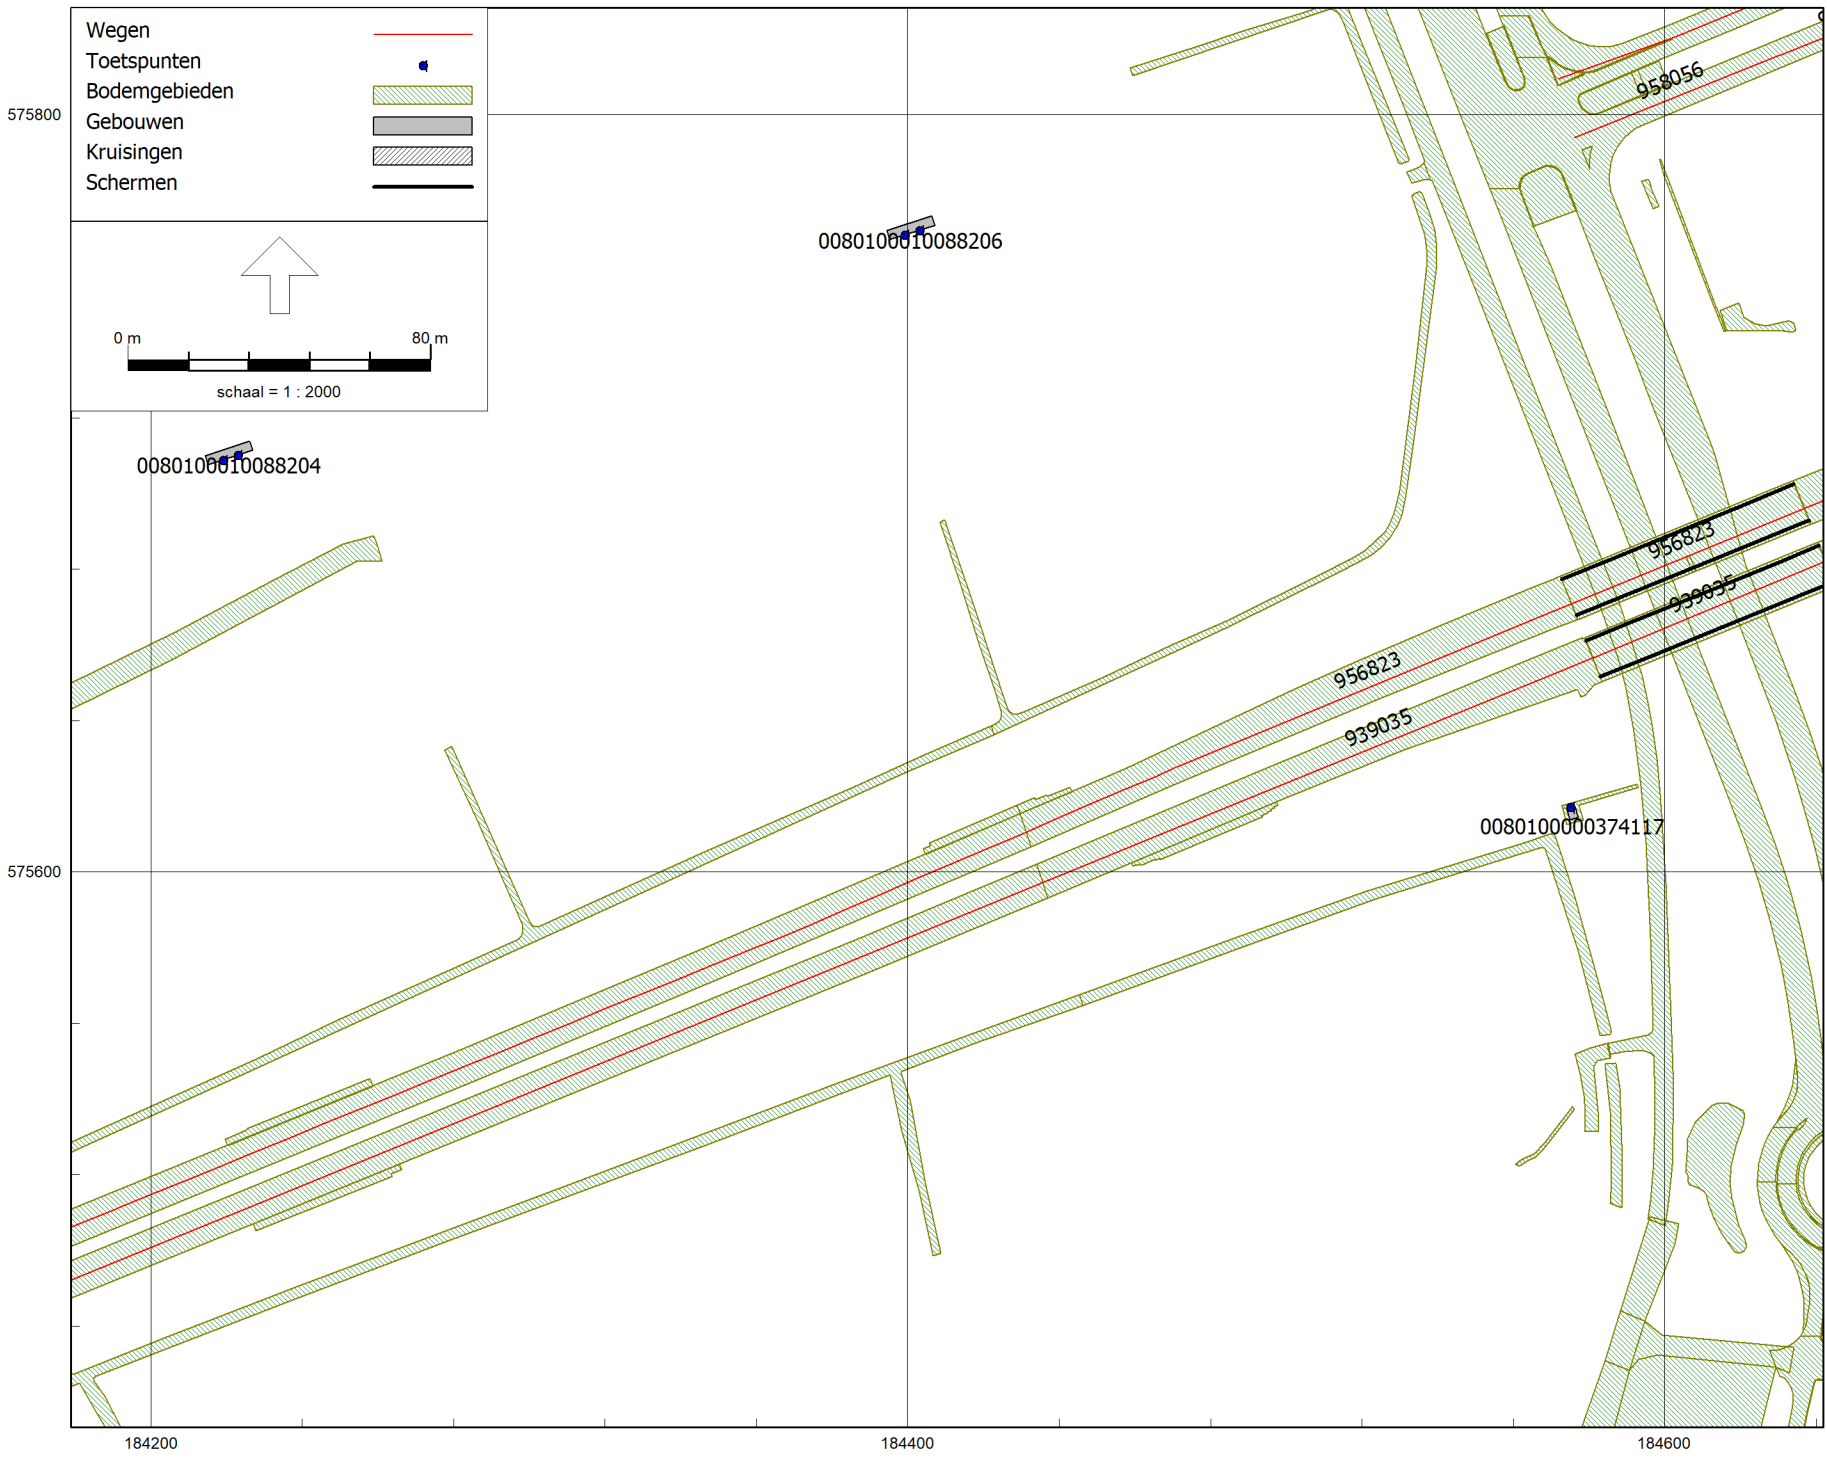 Wegen
Toetspunten
Bodemgebieden
Gebouwen
Kruisingen
Schermen
0 m 80 m
schaal = 1 : 2000
575800
958056
0080100010088206
0080100010088204
956823
939035
956823
939035
0080100000374117
575600
184200 184400 184600